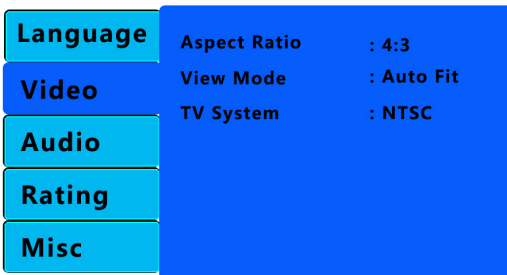 Language
Video
Audio
Rating
Misc
Aspect Ratio : 4:3
View Mode : Auto Fit
TV System : NTSC